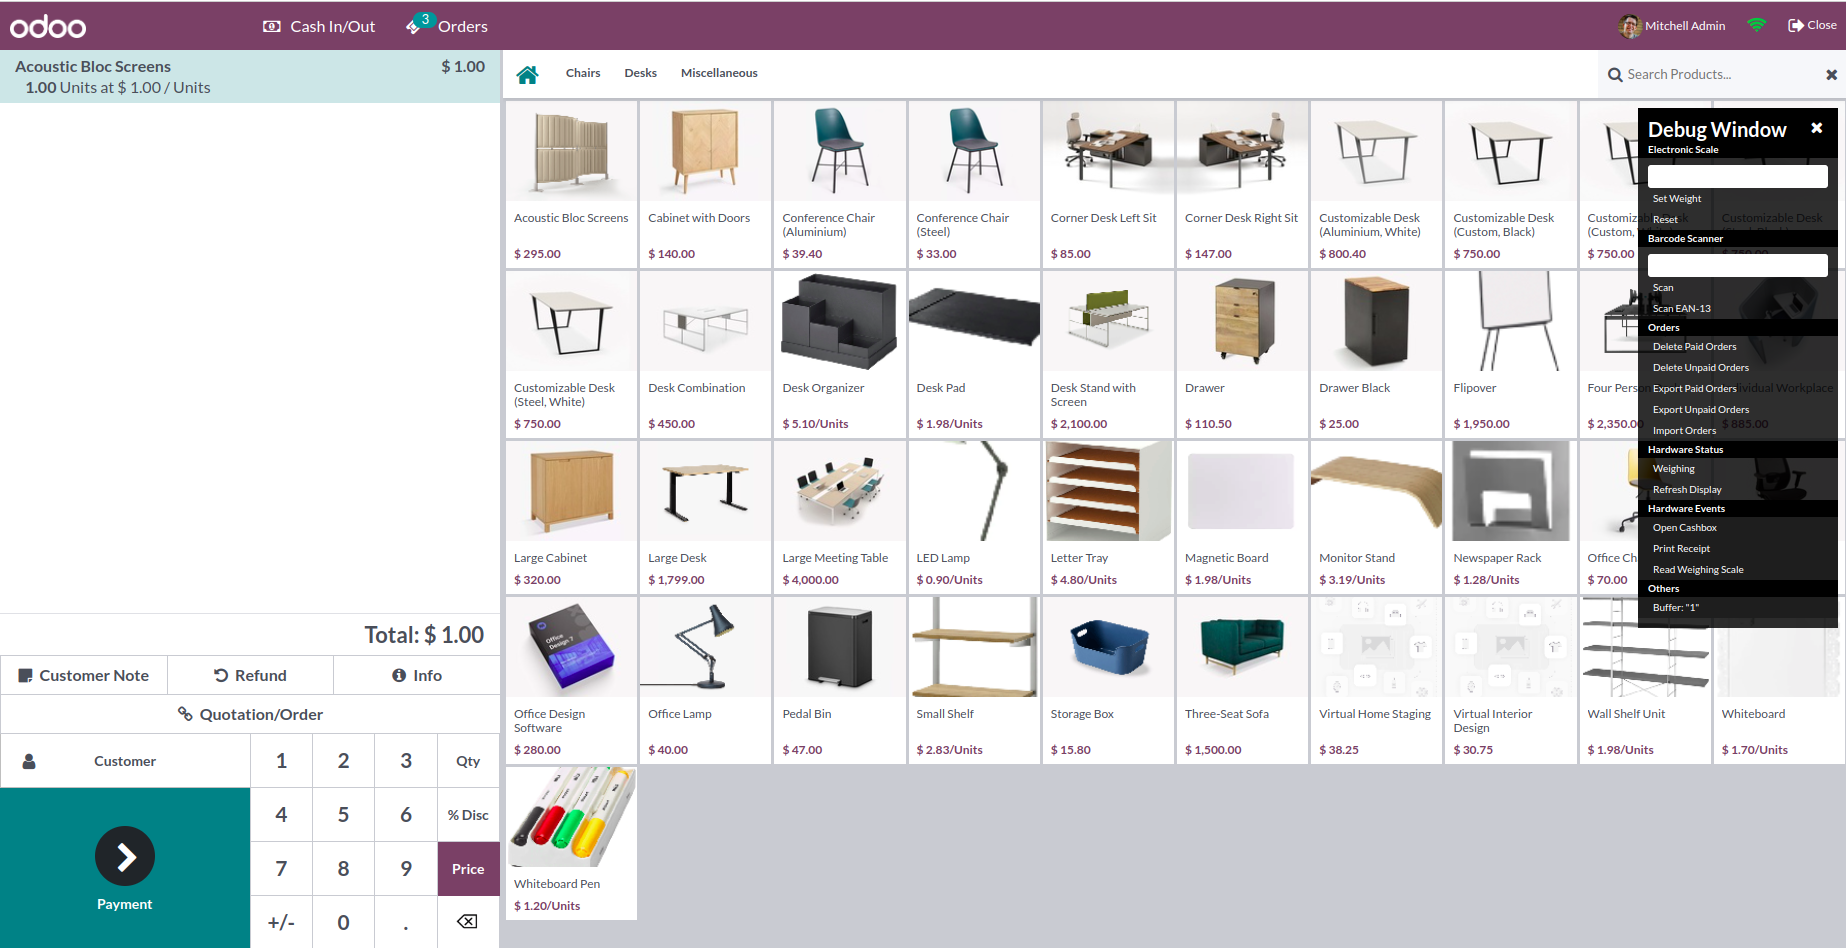 odoo
Cash In/Out
3
Orders
Mitchell Admin
Close
Acoustic Bloc Screens
$ 1.00
1.00 Units at $ 1.00 / Units
Total: $ 1.00
Customer Note
Refund
Info
Quotation/Order
Customer
1
2
3
Qty
4
5
6
% Disc
7
8
9
Price
+/-
0
.
Payment
Chairs
Desks
Miscellaneous
Search Products...
Acoustic Bloc Screens
$ 295.00
Cabinet with Doors
$ 140.00
Conference Chair
(Aluminium)
$ 39.40
Conference Chair
(Steel)
$ 33.00
Corner Desk Left Sit
$ 85.00
Corner Desk Right Sit
$ 147.00
Customizable Desk
(Aluminium, White)
$ 800.40
Customizable Desk
(Custom, Black)
$ 750.00
Customizable Desk
(Custom,
$ 750.00
Customizable Desk
(Steel, White)
$ 750.00
Desk Combination
$ 450.00
Desk Organizer
$ 5.10/Units
Desk Pad
$ 1.98/Units
Desk Stand with
Screen
$ 2,100.00
Drawer
$ 110.50
Drawer Black
$ 25.00
Flipover
$ 1,950.00
Four Person
$ 2,350.00
Individual Workplace
$ 885.00
Large Cabinet
$ 320.00
Large Desk
$ 1,799.00
Large Meeting Table
$ 4,000.00
LED Lamp
$ 0.90/Units
Letter Tray
$ 4.80/Units
Magnetic Board
$ 1.98/Units
Monitor Stand
$ 3.19/Units
Newspaper Rack
$ 1.28/Units
Office Ch
$ 70.00
Office
Design 7
Office Design
Software
$ 280.00
Office Lamp
$ 40.00
Pedal Bin
$ 47.00
Small Shelf
$ 2.83/Units
Storage Box
$ 15.80
Three-Seat Sofa
$ 1,500.00
Virtual Home Staging
$ 38.25
Virtual Interior
Design
$ 30.75
Wall Shelf Unit
$ 1.98/Units
Whiteboard
$ 1.70/Units
Whiteboard Pen
$ 1.20/Units
Debug Window
Electronic Scale
Set Weight
Reset
Barcode Scanner
Scan
Scan EAN-13
Orders
Delete Paid Orders
Delete Unpaid Orders
Export Paid Orders
Export Unpaid Orders
Import Orders
Hardware Status
Weighing
Refresh Display
Hardware Events
Open Cashbox
Print Receipt
Read Weighing Scale
Others
Buffer: "1"